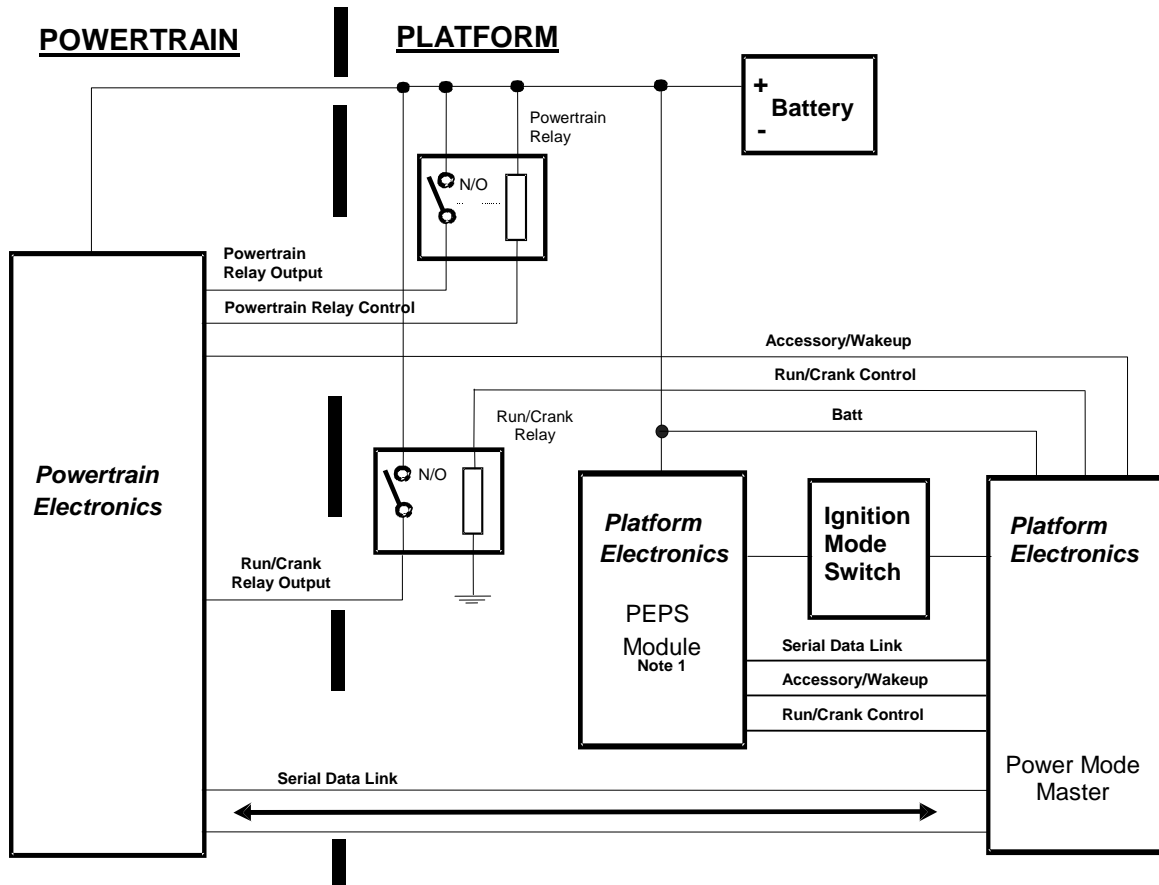 POWERTRAIN
PLATFORM
+
Battery
-
Powertrain
Relay
N/O
Powertrain
Relay Output
Powertrain Relay Control
Accessory/Wakeup
Run/Crank Control
Batt
Run/Crank
Relay
N/O
Powertrain
Electronics
Platform
Electronics
PEPS
Module
Note 1
Ignition
Mode
Switch
Platform
Electronics
Run/Crank
Relay Output
Serial Data Link
Accessory/Wakeup
Run/Crank Control
Power Mode
Master
Serial Data Link